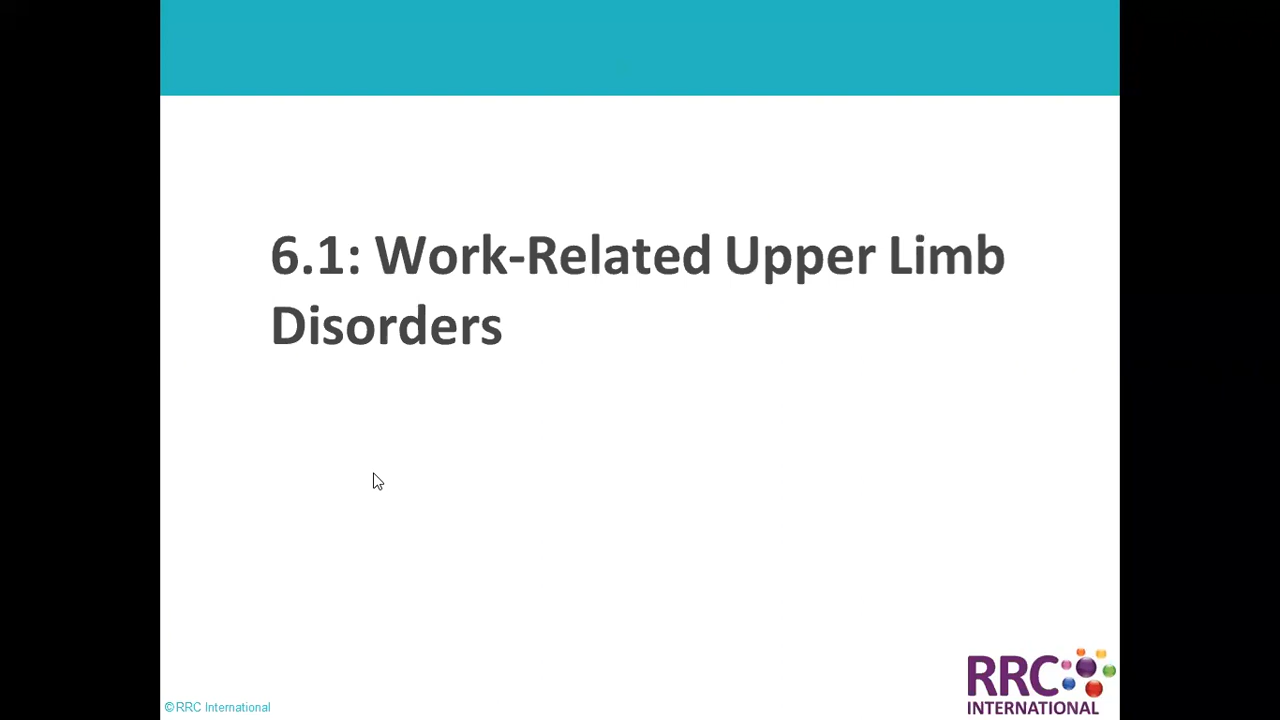 6.1: Work-Related Upper Limb
Disorders
RRC
INTERNATIONAL
©RRC International